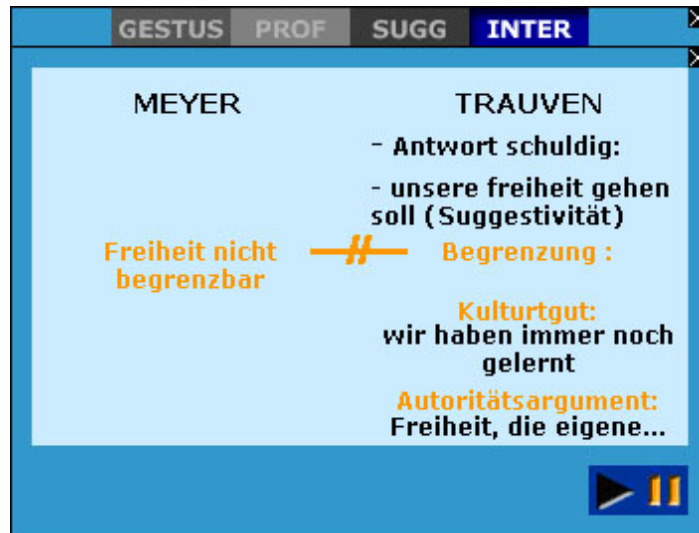 GESTUS PROF SUGG INTER
MEYER TRAUVEN
- Antwort schuldig:
- unsere freiheit gehen
soll (Suggestivität)
Freiheit nicht
begrenzbar
Begrenzung :
Kulturtgut:
wir haben immer noch
gelernt
Autoritätsargument:
Freiheit, die eigene...